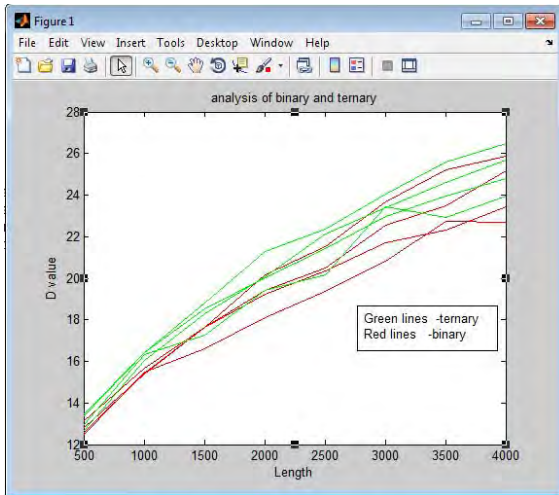 Figure 1
File Edit View Insert Tools Desktop Window Help
analysis of binary and ternary
28
26
24
22
20
18
16
14
12
D value
Green lines -ternary
Red lines -binary
500 1000 1500 2000 2500 3000 3500 4000
Length